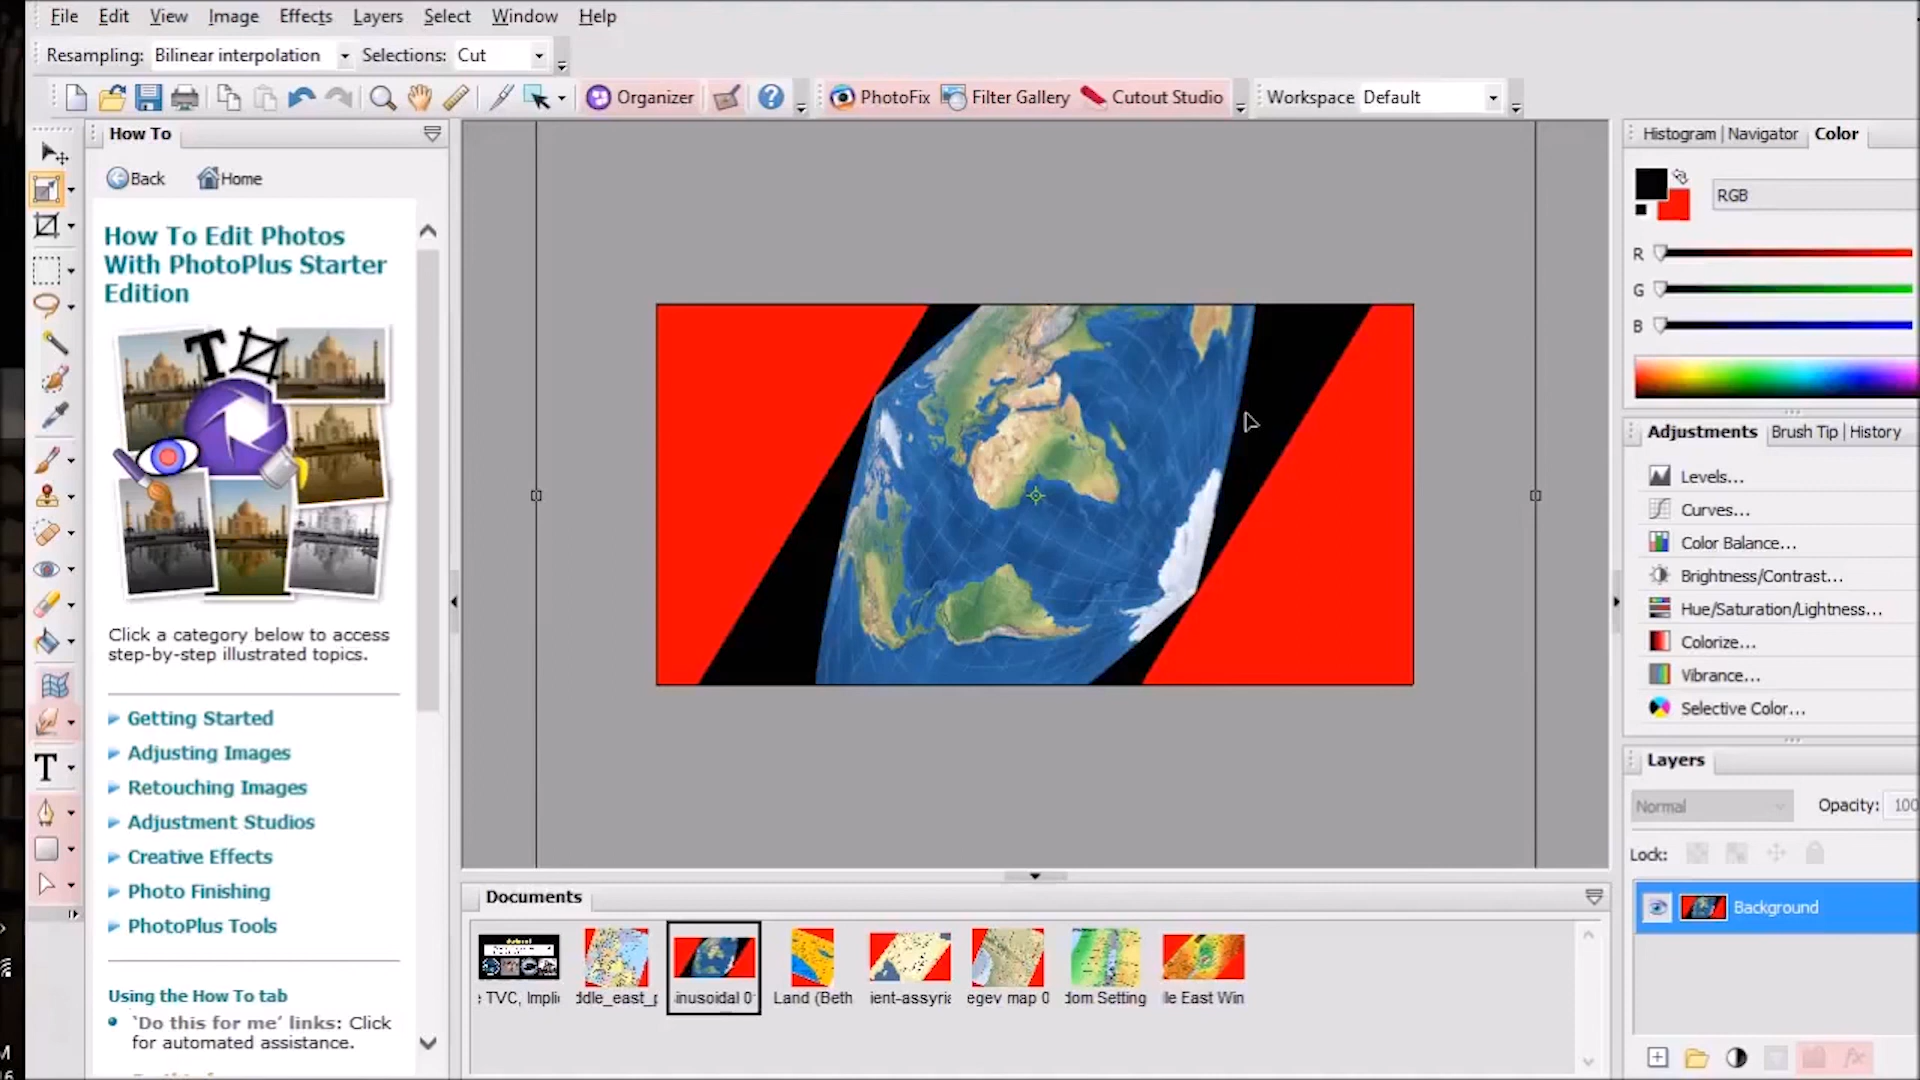 File Edit View Image Effects Layers Select Window Help
Resampling: Bilinear interpolation Selections: Cut
Organizer PhotoFix Filter Gallery Cutout Studio Workspace Default
How To
Back Home
How To Edit Photos
With PhotoPlus Starter
Edition
Click a category below to access
step-by-step illustrated topics.
Getting Started
Adjusting Images
Retouching Images
Adjustment Studios
Creative Effects
Photo Finishing
PhotoPlus Tools
Using the How To tab
'Do this for me' links: Click
for automated assistance.
Documents
TVC, Impli
ddle_east_p
inusoidal 0
Land (Beth
ient-assyria
egev map 0
dom Setting
lle East Win
Histogram | Navigator Color
RGB
R
G
B
Adjustments Brush Tip | History
Levels...
Curves...
Color Balance...
Brightness/Contrast...
Hue/Saturation/Lightness...
Colorize...
Vibrance...
Selective Color...
Layers
Normal Opacity: 100
Lock:
Background